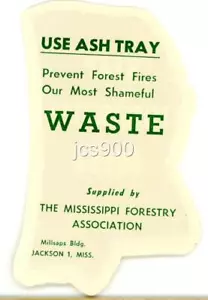 USE ASH TRAY
Prevent Forest Fires
Our Most Shameful
WASTE
jcs900
Supplied by
THE MISSISSIPPI FORESTRY
ASSOCIATION
Millsaps Bldg.
JACKSON 1, MISS.